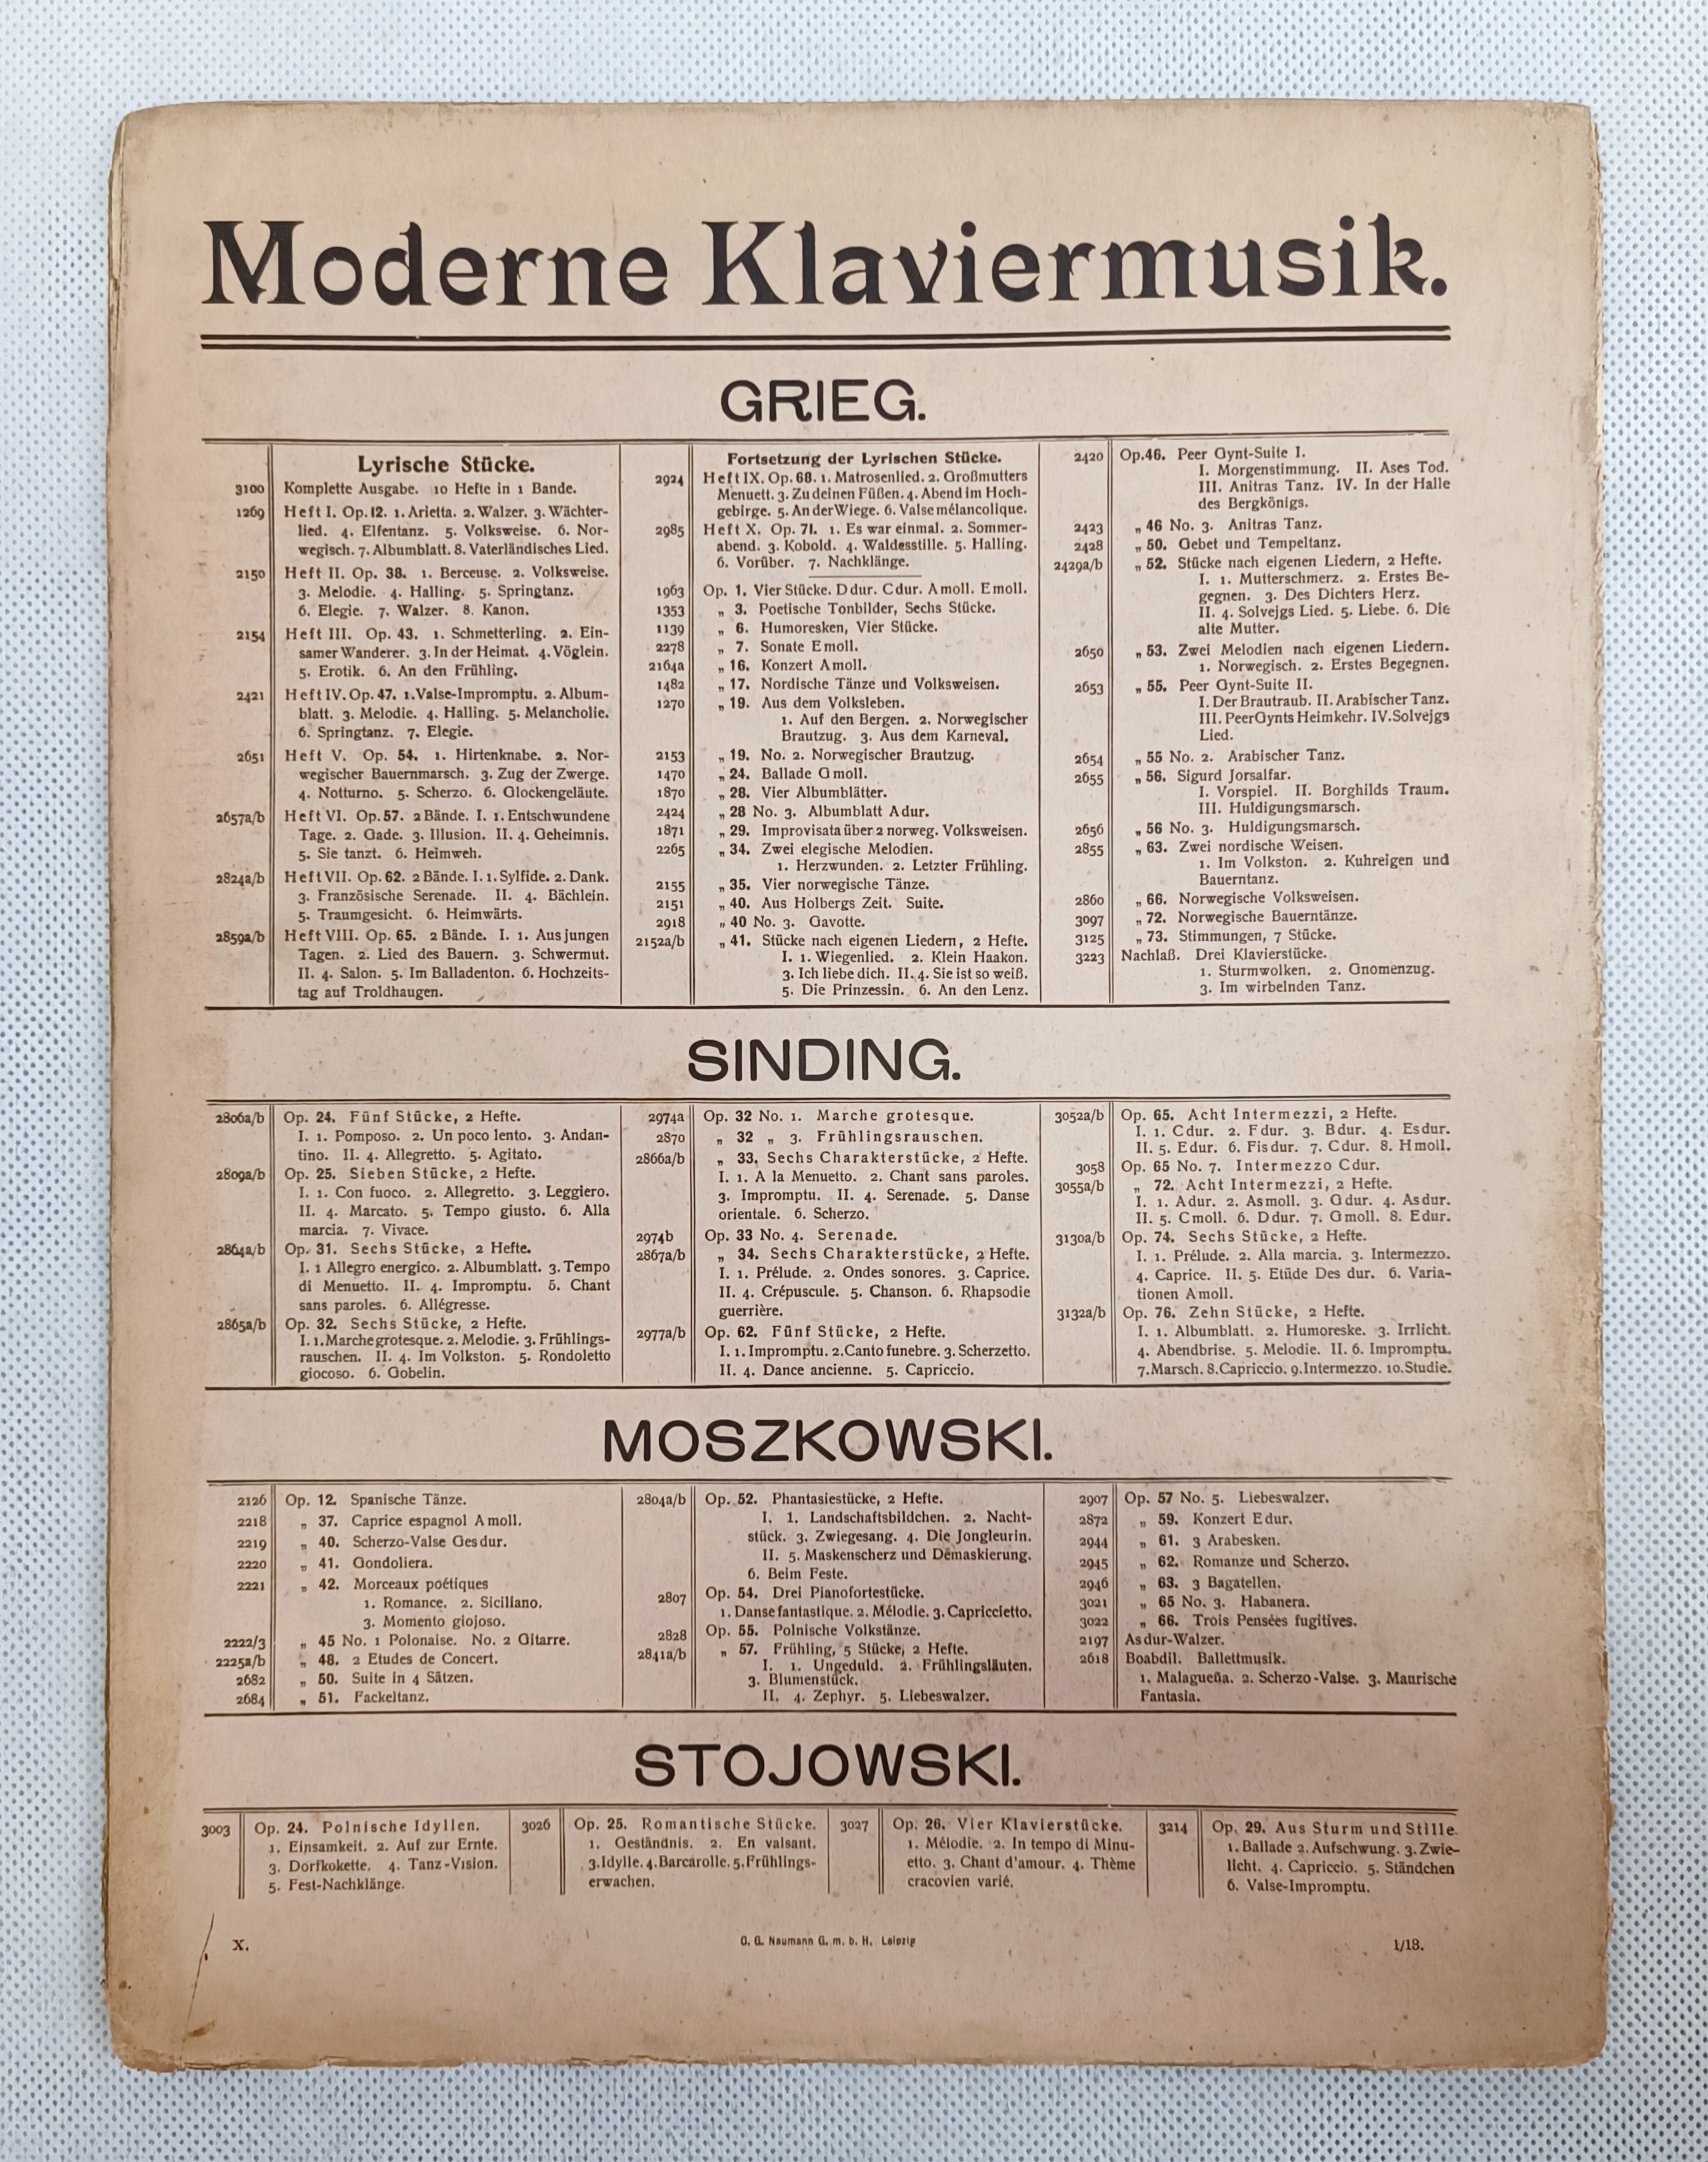 Moderne Klaviermusik.
GRIEG.
Lyrische Stücke.
3100 Komplette Ausgabe. 10 Hefte in 1 Bande.
1269 Heft I. Op. 12. 1. Arietta. 2. Walzer. 3. Wächter-
lied. 4. Elfentanz. 5. Volksweise. 6. Nor-
wegisch. 7. Albumblatt. 8. Vaterländisches Lied.
2150 Heft II. Op. 38. 1. Berceuse. 2. Volksweise.
3. Melodie. 4. Halling. 5. Springtanz.
6. Elegie. 7. Walzer. 8. Kanon.
2154 Heft III. Op. 43. 1. Schmetterling. 2. Ein-
samer Wanderer. 3. In der Heimat. 4. Vöglein.
5. Erotik. 6. An den Frühling.
2421 Heft IV. Op. 47. 1. Valse-Impromptu. 2. Album-
blatt. 3. Melodie. 4. Halling. 5. Melancholie.
6. Springtanz. 7. Elegie.
2651 Heft V. Op. 54. 1. Hirtenknabe. 2. Nor-
wegischer Bauernmarsch. 3. Zug der Zwerge.
4. Notturno. 5. Scherzo. 6. Glockengeläute.
2657a/b Heft VI. Op. 57. 2 Bände. I. 1. Entschwundene
Tage. 2. Gade. 3. Illusion. II. 4. Geheimnis.
5. Sie tanzt. 6. Heimweh.
2824a/b Heft VII. Op. 62. 2 Bände. I. 1. Sylfide. 2. Dank.
3. Französische Serenade. II. 4. Bächlein.
5. Traumgesicht. 6. Heimwärts.
2859a/b Heft VIII. Op. 65. 2 Bände. I. 1. Aus jungen
Tagen. 2. Lied des Bauern. 3. Schwermut.
II. 4. Salon. 5. Im Balladenton. 6. Hochzeits-
tag auf Troldhaugen.
Fortsetzung der Lyrischen Stücke.
2924 Heft IX. Op. 68. 1. Matrosenlied. 2. Großmutters
Menuett. 3. Zu deinen Füßen. 4. Abend im Hoch-
gebirge. 5. An der Wiege. 6. Valse mélancolique.
2985 Heft X. Op. 71. 1. Es war einmal. 2. Sommer-
abend. 3. Kobold. 4. Waldesstille. 5. Halling.
6. Vorüber. 7. Nachklänge.
1963 Op. 1. Vier Stücke. D dur. C dur. A moll. E moll.
1353 „ 3. Poetische Tonbilder, Sechs Stücke.
1139 „ 6. Humoresken, Vier Stücke.
2278 „ 7. Sonate E moll.
2164a „ 16. Konzert A moll.
1482 „ 17. Nordische Tänze und Volksweisen.
1270 „ 19. Aus dem Volksleben.
1. Auf den Bergen. 2. Norwegischer
Brautzug. 3. Aus dem Karneval.
2153 „ 19. No. 2. Norwegischer Brautzug.
1470 „ 24. Ballade G moll.
1870 „ 28. Vier Albumblätter.
2424 „ 28 No. 3. Albumblatt A dur.
1871 „ 29. Improvisata über 2 norweg. Volksweisen.
2265 „ 34. Zwei elegische Melodien.
1. Herzwunden. 2. Letzter Frühling.
2155 „ 35. Vier norwegische Tänze.
2151 „ 40. Aus Holbergs Zeit. Suite.
2918 „ 40 No. 3. Gavotte.
2152a/b „ 41. Stücke nach eigenen Liedern, 2 Hefte.
I. 1. Wiegenlied. 2. Klein Haakon.
3. Ich liebe dich. II. 4. Sie ist so weiß.
5. Die Prinzessin. 6. An den Lenz.
2420 Op. 46. Peer Gynt-Suite I.
I. Morgenstimmung. II. Ases Tod.
III. Anitras Tanz. IV. In der Halle
des Bergkönigs.
2423 „ 46 No. 3. Anitras Tanz.
2428 „ 50. Gebet und Tempeltanz.
2429a/b „ 52. Stücke nach eigenen Liedern, 2 Hefte.
I. 1. Mutterschmerz. 2. Erstes Be-
gegnen. 3. Des Dichters Herz.
II. 4. Solvejgs Lied. 5. Liebe. 6. Die
alte Mutter.
2650 „ 53. Zwei Melodien nach eigenen Liedern.
1. Norwegisch. 2. Erstes Begegnen.
2653 „ 55. Peer Gynt-Suite II.
I. Der Brautraub. II. Arabischer Tanz.
III. Peer Gynts Heimkehr. IV. Solvejgs
Lied.
2654 „ 55 No. 2. Arabischer Tanz.
2655 „ 56. Sigurd Jorsalfar.
I. Vorspiel. II. Borghilds Traum.
III. Huldigungsmarsch.
2656 „ 56 No. 3. Huldigungsmarsch.
2855 „ 63. Zwei nordische Weisen.
1. Im Volkston. 2. Kuhreigen und
Bauerntanz.
2860 „ 66. Norwegische Volksweisen.
3097 „ 72. Norwegische Bauerntänze.
3125 „ 73. Stimmungen, 7 Stücke.
3223 Nachlaß. Drei Klavierstücke.
1. Sturmwolken. 2. Gnomenzug.
3. Im wirbelnden Tanz.
SINDING.
2806a/b Op. 24. Fünf Stücke, 2 Hefte.
I. 1. Pomposo. 2. Un poco lento. 3. Andan-
tino. II. 4. Allegretto. 5. Agitato.
2809a/b Op. 25. Sieben Stücke, 2 Hefte.
I. 1. Con fuoco. 2. Allegretto. 3. Leggiero.
II. 4. Marcato. 5. Tempo giusto. 6. Alla
marcia. 7. Vivace.
2864a/b Op. 31. Sechs Stücke, 2 Hefte.
I. 1 Allegro energico. 2. Albumblatt. 3. Tempo
di Menuetto. II. 4. Impromptu. 5. Chant
sans paroles. 6. Allégresse.
2865a/b Op. 32. Sechs Stücke, 2 Hefte.
I. 1. Marche grotesque. 2. Melodie. 3. Frühlings-
rauschen. II. 4. Im Volkston. 5. Rondoletto
giocoso. 6. Gobelin.
2974a Op. 32 No. 1. Marche grotesque.
2870 „ 32 „ 3. Frühlingsrauschen.
2866a/b „ 33, Sechs Charakterstücke, 2 Hefte.
I. 1. A la Menuetto. 2. Chant sans paroles.
3. Impromptu. II. 4. Serenade. 5. Danse
orientale. 6. Scherzo.
2974b Op. 33 No. 4. Serenade.
2867a/b „ 34. Sechs Charakterstücke, 2 Hefte.
I. 1. Prélude. 2. Ondes sonores. 3. Caprice.
II. 4. Crépuscule. 5. Chanson. 6. Rhapsodie
guerrière.
2977a/b Op. 62. Fünf Stücke, 2 Hefte.
I. 1. Impromptu. 2. Canto funebre. 3. Scherzetto.
II. 4. Dance ancienne. 5. Capriccio.
3052a/b Op. 65. Acht Intermezzi, 2 Hefte.
I. 1. C dur. 2. F dur. 3. B dur. 4. Es dur.
II. 5. E dur. 6. Fis dur. 7. C dur. 8. H moll.
3058 Op. 65 No. 7. Intermezzo C dur.
3055a/b „ 72. Acht Intermezzi, 2 Hefte.
I. 1. A dur. 2. As moll. 3. G dur. 4. As dur.
II. 5. C moll. 6. D dur. 7. G moll. 8. E dur.
3130a/b Op. 74. Sechs Stücke, 2 Hefte.
I. 1. Prélude. 2. Alla marcia. 3. Intermezzo.
4. Caprice. II. 5. Etüde Des dur. 6. Varia-
tionen A moll.
3132a/b Op. 76. Zehn Stücke, 2 Hefte.
I. 1. Albumblatt. 2. Humoreske. 3. Irrlicht.
4. Abendbrise. 5. Melodie. II. 6. Impromptu.
7. Marsch. 8. Capriccio. 9. Intermezzo. 10. Studie.
MOSZKOWSKI.
2126 Op. 12. Spanische Tänze.
2218 „ 37. Caprice espagnol A moll.
2219 „ 40. Scherzo-Valse Ges dur.
2220 „ 41. Gondoliera.
2221 „ 42. Morceaux poétiques
1. Romance. 2. Siciliano.
3. Momento giojoso.
2222/3 „ 45 No. 1 Polonaise. No. 2 Gitarre.
2225a/b „ 48. 2 Etudes de Concert.
2682 „ 50. Suite in 4 Sätzen.
2684 „ 51. Fackeltanz.
2804a/b Op. 52. Phantasiestücke, 2 Hefte.
I. 1. Landschaftsbildchen. 2. Nacht-
stück. 3. Zwiegesang. 4. Die Jongleurin.
II. 5. Maskenscherz und Demaskierung.
6. Beim Feste.
2807 Op. 54. Drei Pianofortestücke.
1. Danse fantastique. 2. Mélodie. 3. Capriccietto.
2828 Op. 55. Polnische Volkstänze.
2841a/b „ 57. Frühling, 5 Stücke, 2 Hefte.
I. 1. Ungeduld. 2. Frühlingsläuten.
3. Blumenstück.
II. 4. Zephyr. 5. Liebeswalzer.
2907 Op. 57 No. 5. Liebeswalzer.
2872 „ 59. Konzert E dur.
2944 „ 61. 3 Arabesken.
2945 „ 62. Romanze und Scherzo.
2946 „ 63. 3 Bagatellen.
3021 „ 65 No. 3. Habanera.
3022 „ 66. Trois Pensées fugitives.
2197 As dur-Walzer.
2618 Boabdil. Ballettmusik.
1. Malagueña. 2. Scherzo-Valse. 3. Maurische
Fantasia.
STOJOWSKI.
3003 Op. 24. Polnische Idyllen.
1. Einsamkeit. 2. Auf zur Ernte.
3. Dorfkokette. 4. Tanz-Vision.
5. Fest-Nachklänge.
3026 Op. 25. Romantische Stücke.
1. Geständnis. 2. En valsant.
3. Idylle. 4. Barcarolle. 5. Frühlings-
erwachen.
3027 Op. 26. Vier Klavierstücke.
1. Mélodie. 2. In tempo di Minu-
etto. 3. Chant d'amour. 4. Thème
cracovien varié.
3214 Op. 29. Aus Sturm und Stille.
1. Ballade 2. Aufschwung. 3. Zwie-
licht. 4. Capriccio. 5. Ständchen
6. Valse-Impromptu.
X.
C. G. Naumann G. m. b. H. Leipzig
1/13.